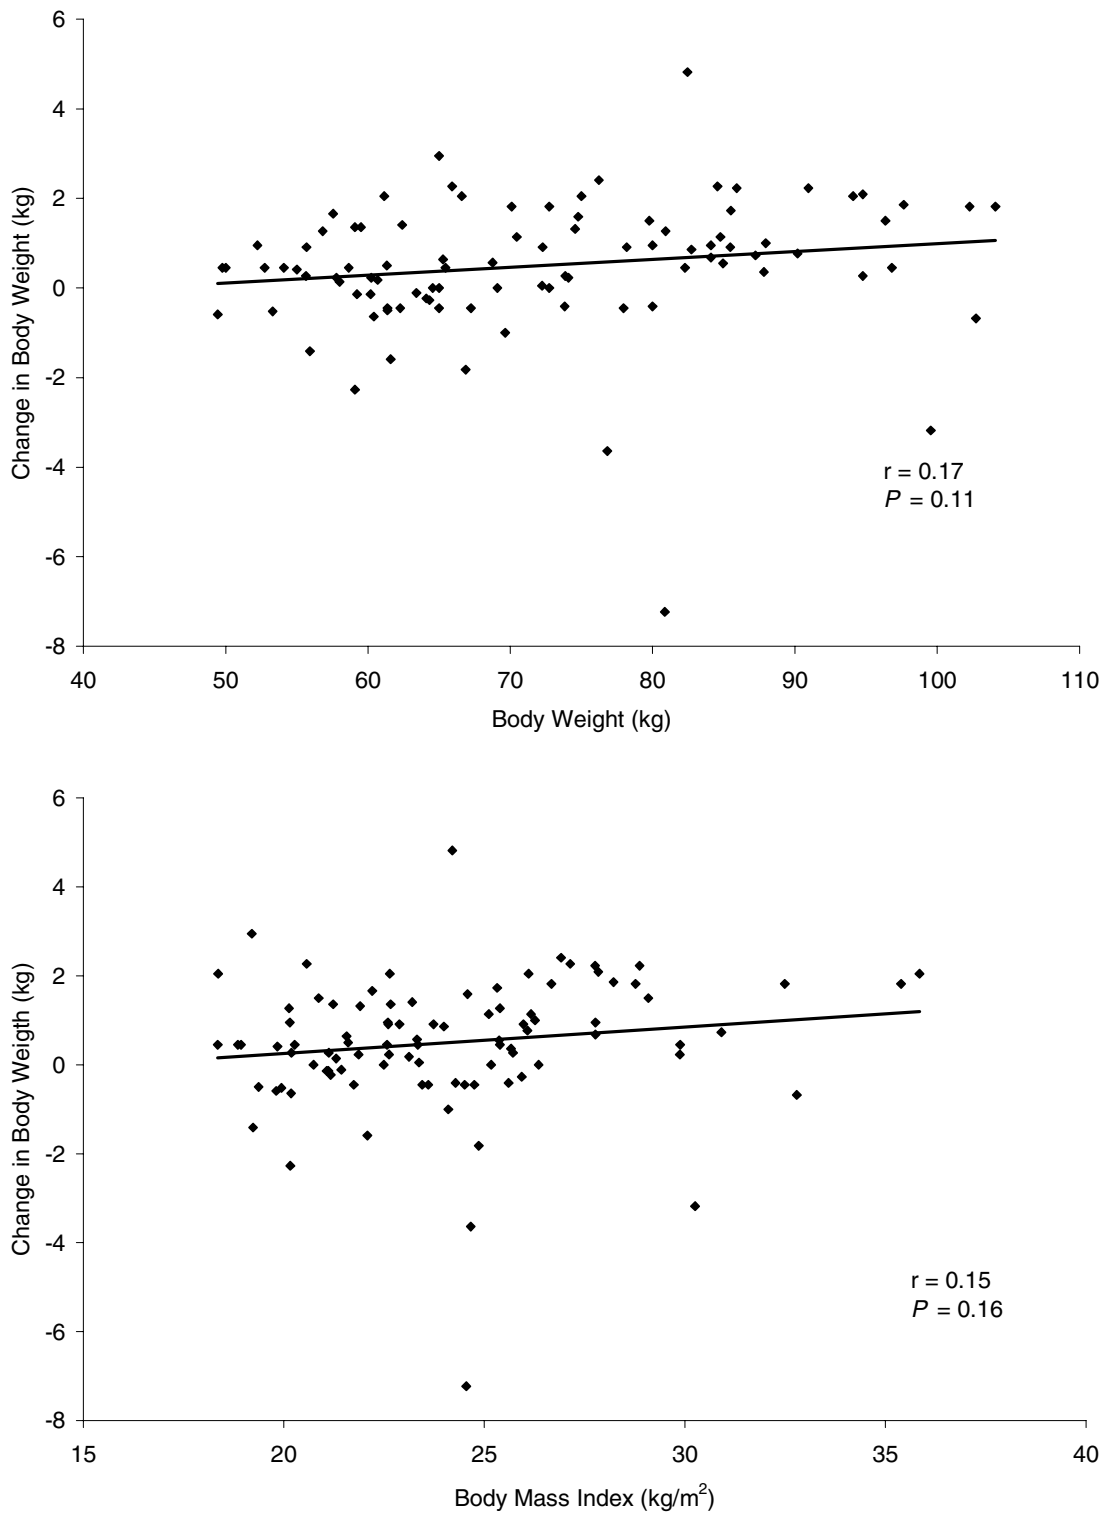 6
4
2
0
-2
-4
-6
-8
Change in Body Weight (kg)
r = 0.17
P = 0.11
40 50 60 70 80 90 100 110
Body Weight (kg)
6
4
2
0
-2
-4
-6
-8
Change in Body Weigth (kg)
r = 0.15
P = 0.16
15 20 25 30 35 40
Body Mass Index (kg/m²)